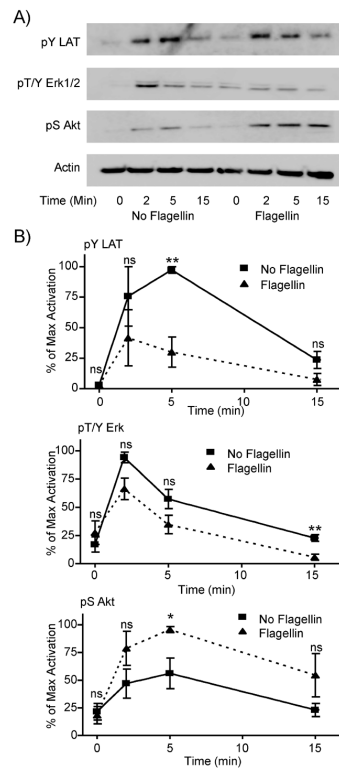 A)
pY LAT
pT/Y Erk1/2
pS Akt
Actin
Time (Min) 0 2 5 15 0 2 5 15
No Flagellin Flagellin
B)
pY LAT
% of Max Activation
100
75
50
25
0
ns
ns
**
ns
No Flagellin
Flagellin
0 5 10 15
Time (min)
pT/Y Erk
% of Max Activation
100
75
50
25
0
ns
ns
ns
**
No Flagellin
Flagellin
0 5 10 15
Time (min)
pS Akt
% of Max Activation
100
75
50
25
0
ns
ns
*
ns
No Flagellin
Flagellin
0 5 10 15
Time (min)